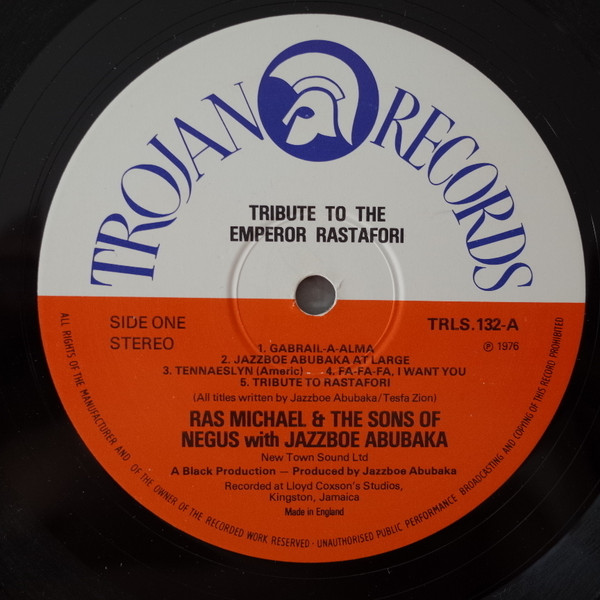 TROJAN RECORDS
TRIBUTE TO THE
EMPEROR RASTAFORI
SIDE ONE
STEREO
TRLS.132-A
℗ 1976
1. GABRAIL-A-ALMA
2. JAZZBOE ABUBAKA AT LARGE
3. TENNAESLYN (Americ) – 4. FA-FA-FA, I WANT YOU
5. TRIBUTE TO RASTAFORI
(All titles written by Jazzboe Abubaka/Tesfa Zion)
RAS MICHAEL & THE SONS OF
NEGUS with JAZZBOE ABUBAKA
New Town Sound Ltd
A Black Production — Produced by Jazzboe Abubaka
Recorded at Lloyd Coxson's Studios,
Kingston, Jamaica
Made in England
ALL RIGHTS OF THE MANUFACTURER AND OF THE OWNER OF THE RECORDED WORK RESERVED · UNAUTHORISED PUBLIC PERFORMANCE BROADCASTING AND COPYING OF THIS RECORD PROHIBITED